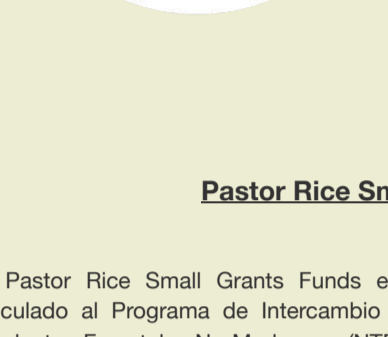 Pastor Rice Sm
Pastor Rice Small Grants Funds e
culado al Programa de Intercambio